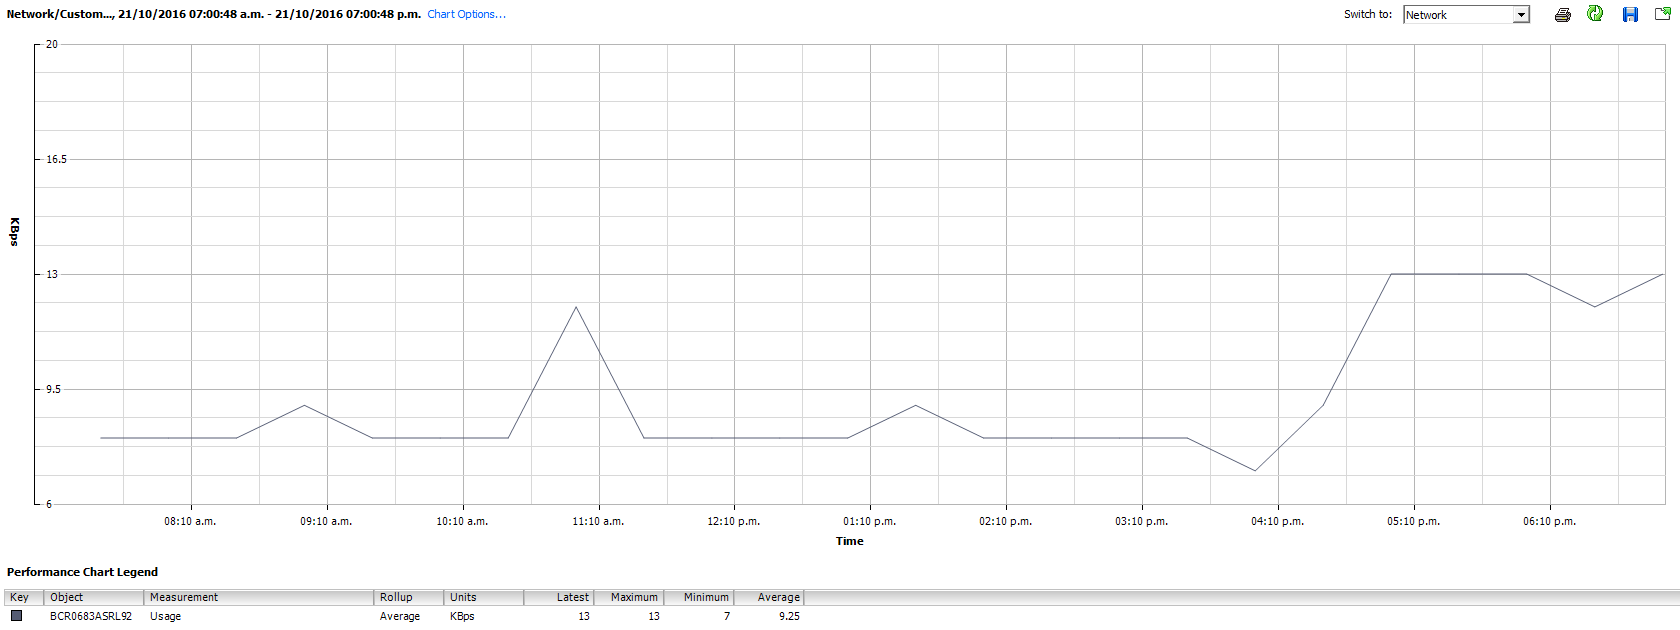 Network/Custom..., 21/10/2016 07:00:48 a.m. - 21/10/2016 07:00:48 p.m. Chart Options... Switch to: Network
20
16.5
13
9.5
6
KBps
08:10 a.m. 09:10 a.m. 10:10 a.m. 11:10 a.m. 12:10 p.m. 01:10 p.m. 02:10 p.m. 03:10 p.m. 04:10 p.m. 05:10 p.m. 06:10 p.m.
Time
Performance Chart Legend
Key Object Measurement Rollup Units Latest Maximum Minimum Average
BCR0683ASRL92 Usage Average KBps 13 13 7 9.25